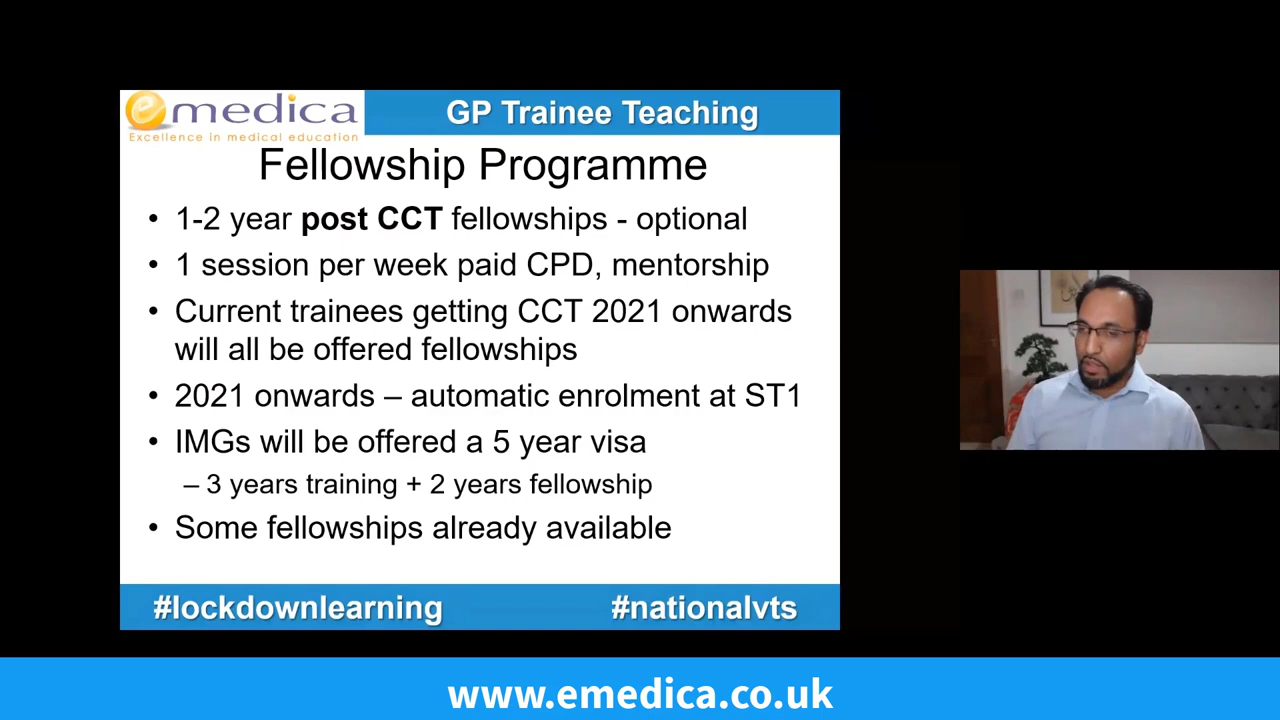 emedica
Excellence in medical education
GP Trainee Teaching
Fellowship Programme
• 1-2 year post CCT fellowships - optional
• 1 session per week paid CPD, mentorship
• Current trainees getting CCT 2021 onwards
will all be offered fellowships
• 2021 onwards – automatic enrolment at ST1
• IMGs will be offered a 5 year visa
– 3 years training + 2 years fellowship
• Some fellowships already available
#lockdownlearning
#nationalvts
www.emedica.co.uk